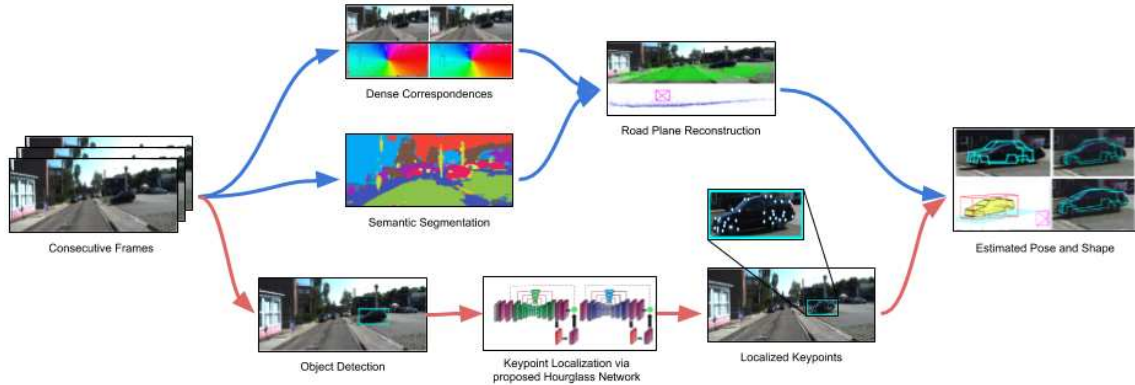 Dense Correspondences
Road Plane Reconstruction
Semantic Segmentation
Consecutive Frames
Estimated Pose and Shape
Object Detection
Keypoint Localization via
proposed Hourglass Network
Localized Keypoints